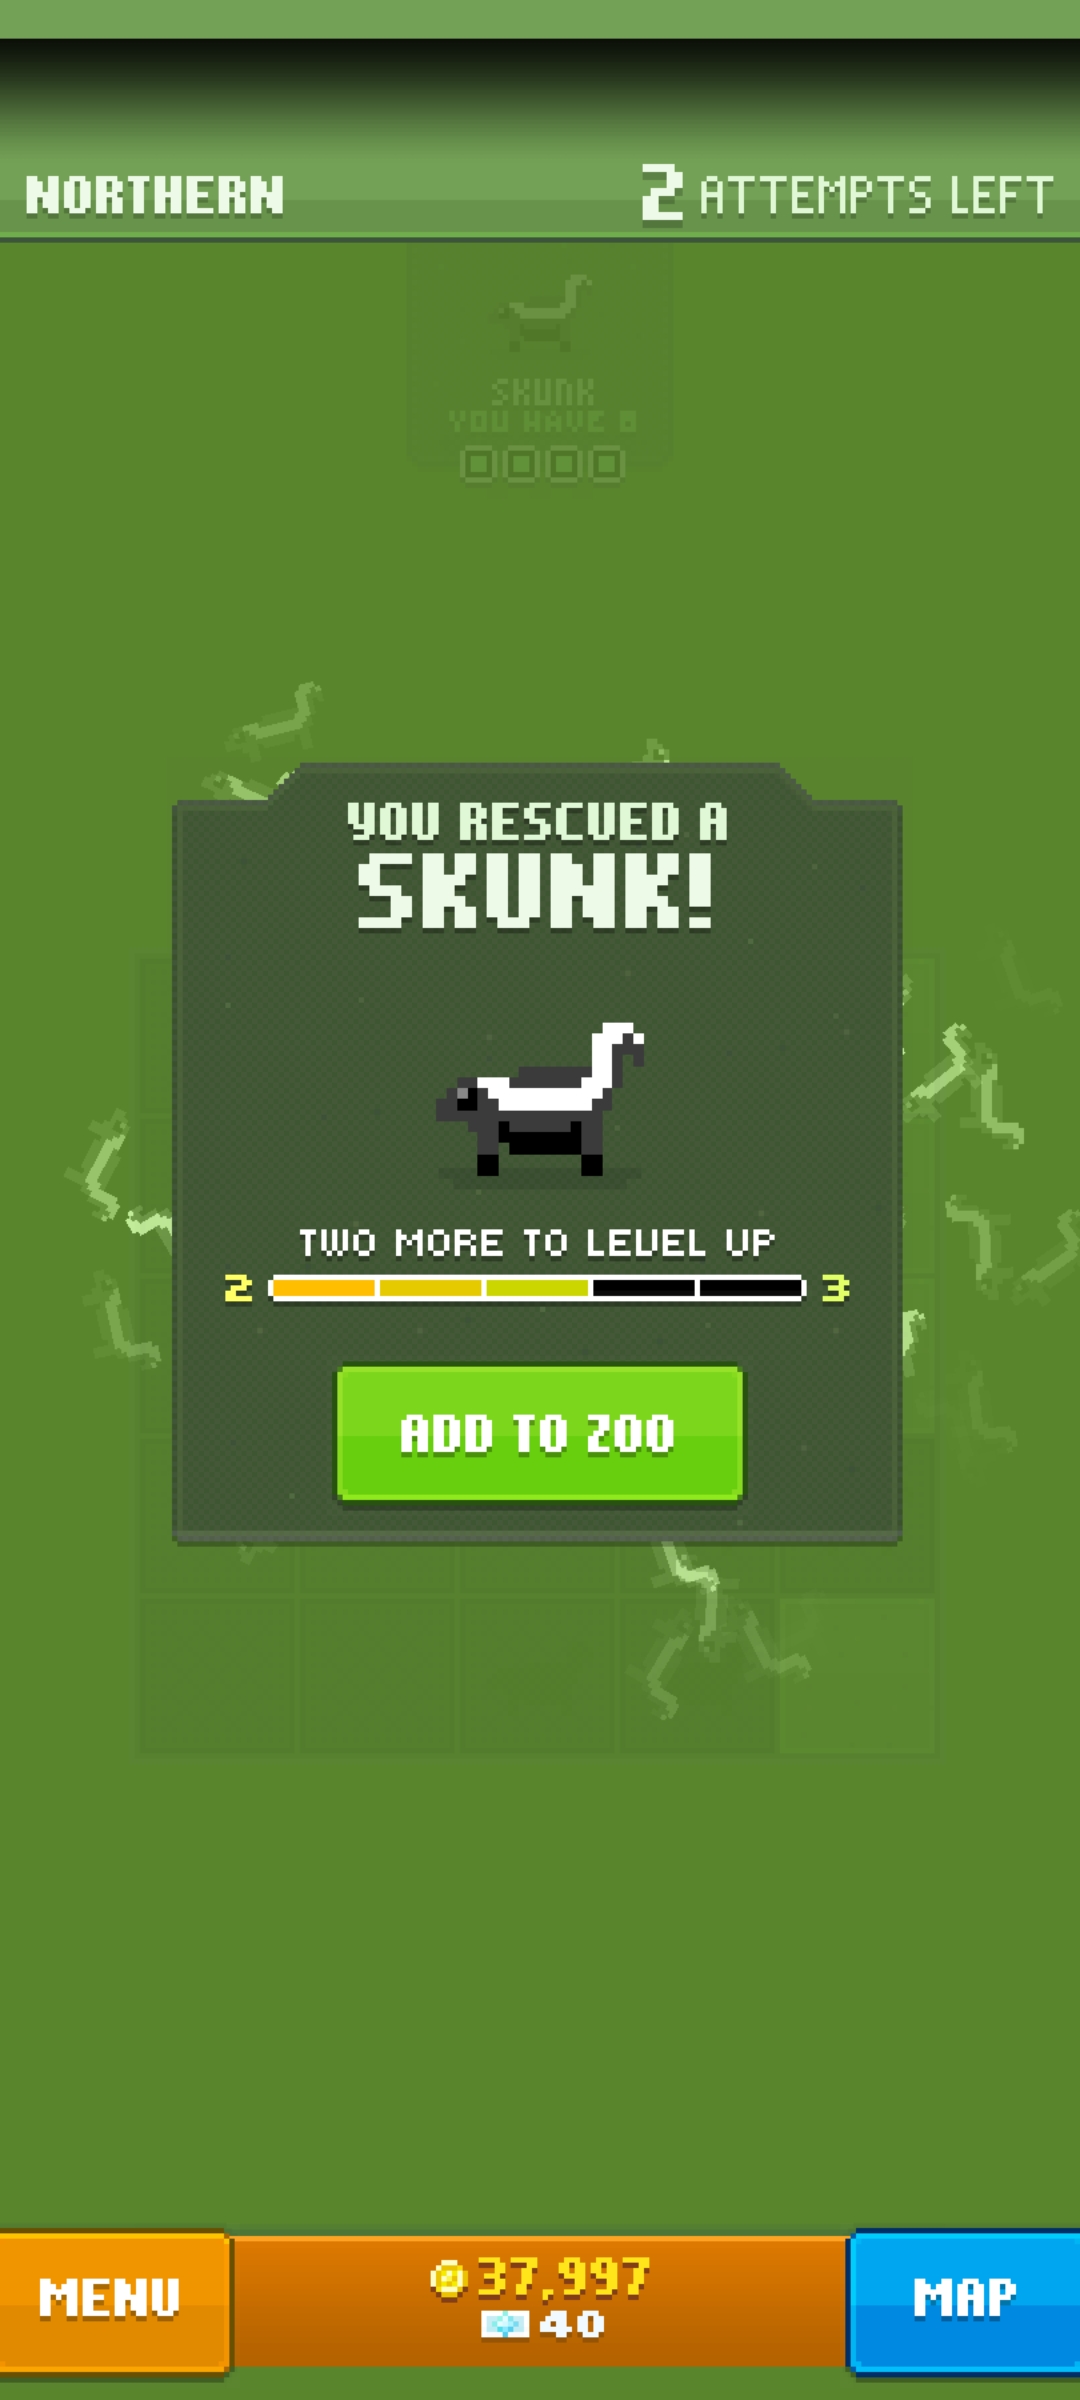 NORTHERN
2 ATTEMPTS LEFT
SKUNK
YOU HAVE 8
YOU RESCUED A
SKUNK!
TWO MORE TO LEVEL UP
2 3
ADD TO ZOO
MENU
37,997
40
MAP